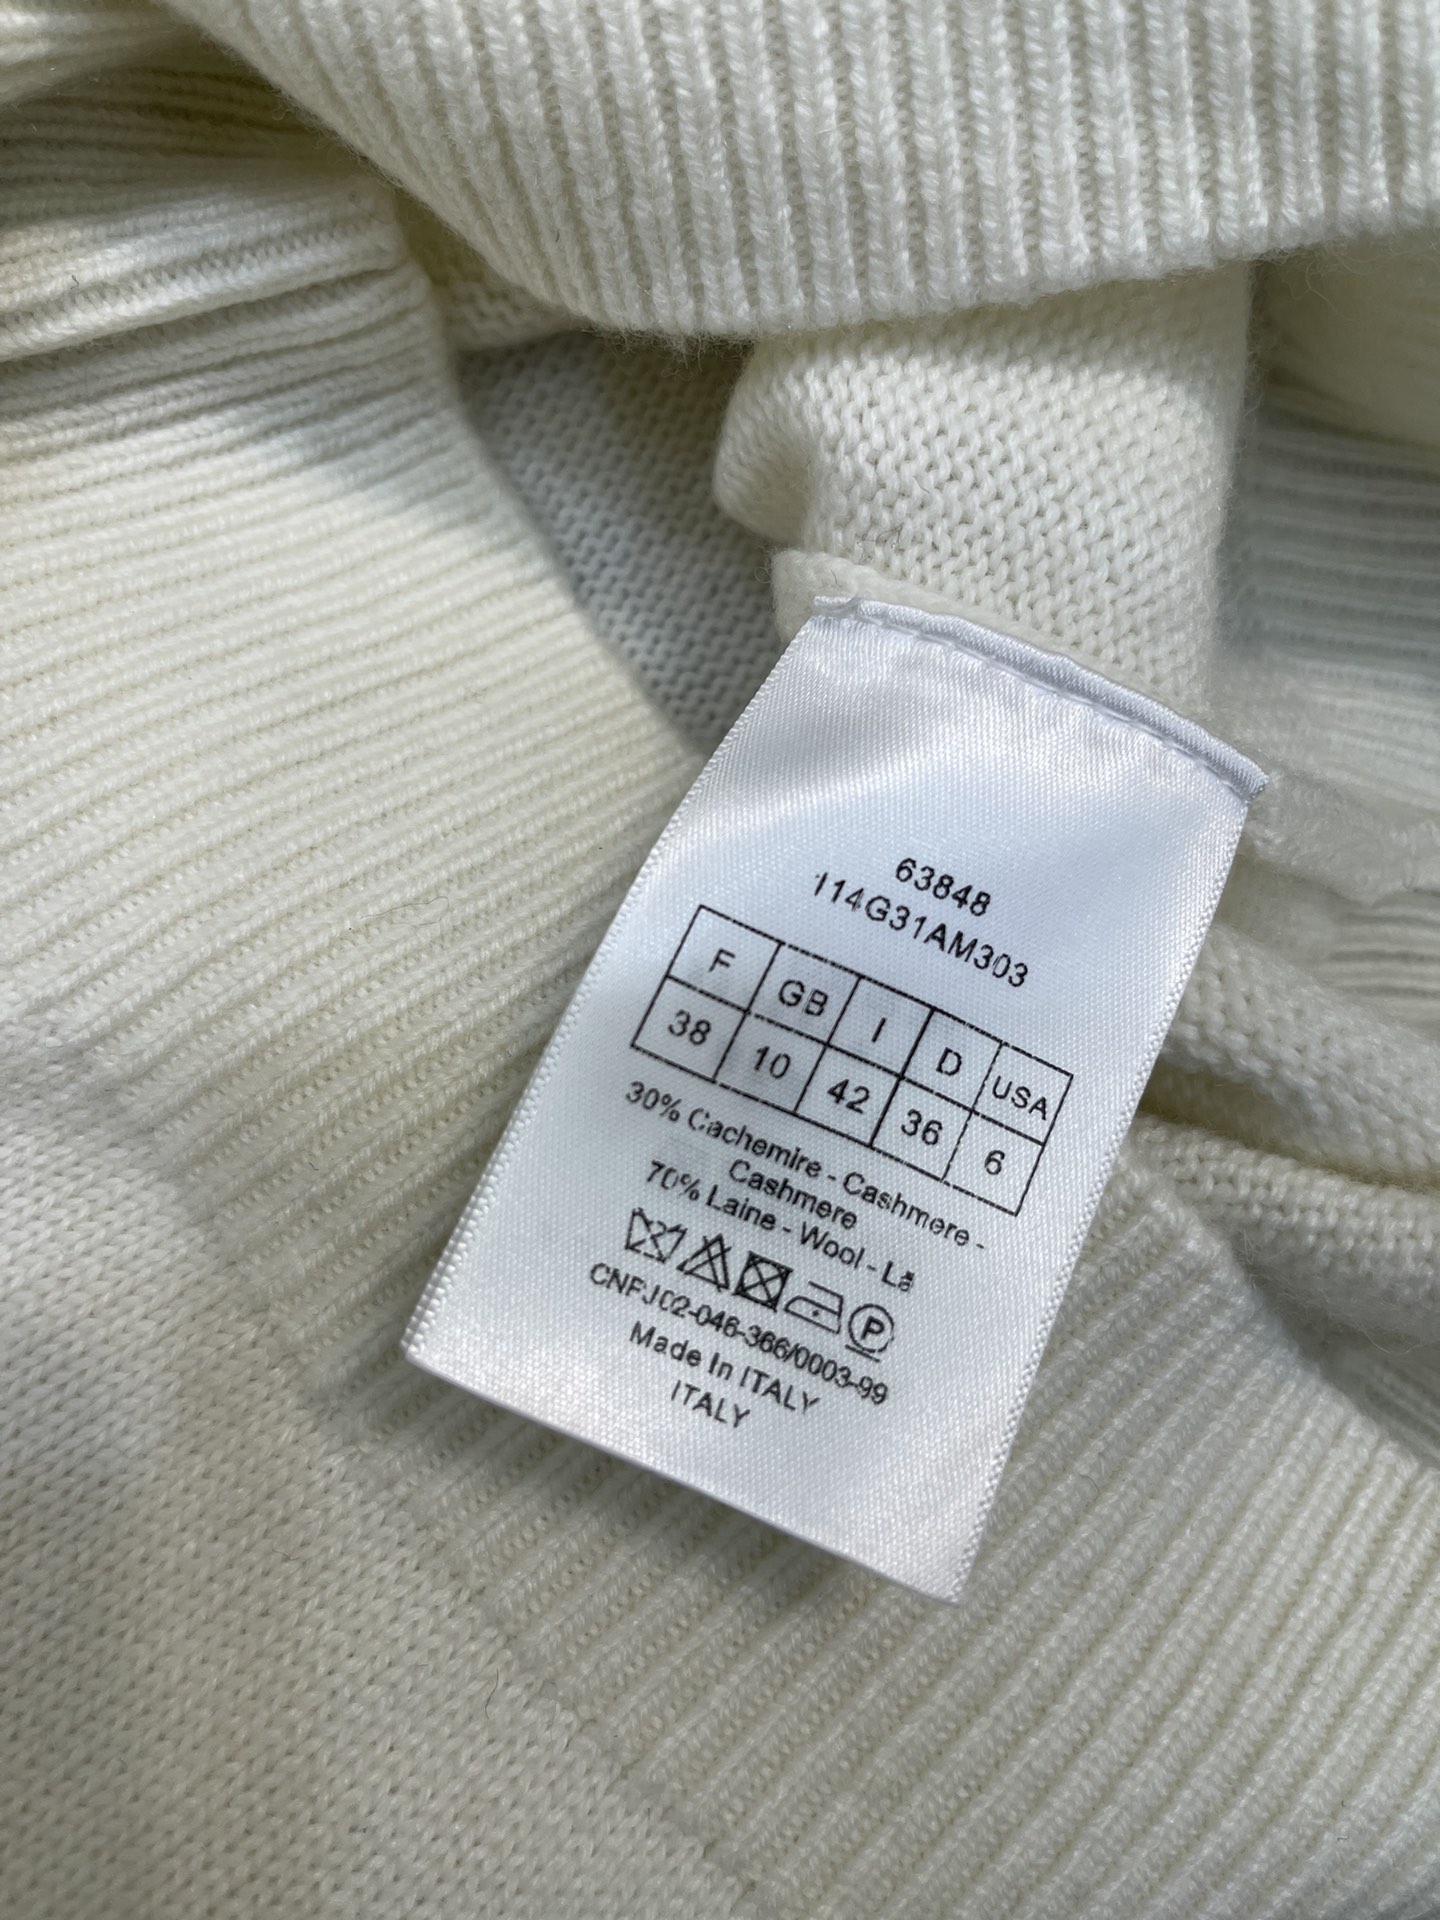 63848
I14G31AM303
F GB I D USA
38 10 42 36 6
30% Cachemire - Cashmere -
Cashmere
70% Laine - Wool - Lã
P
CNFJ02-046-366/0003-99
Made In ITALY
ITALY